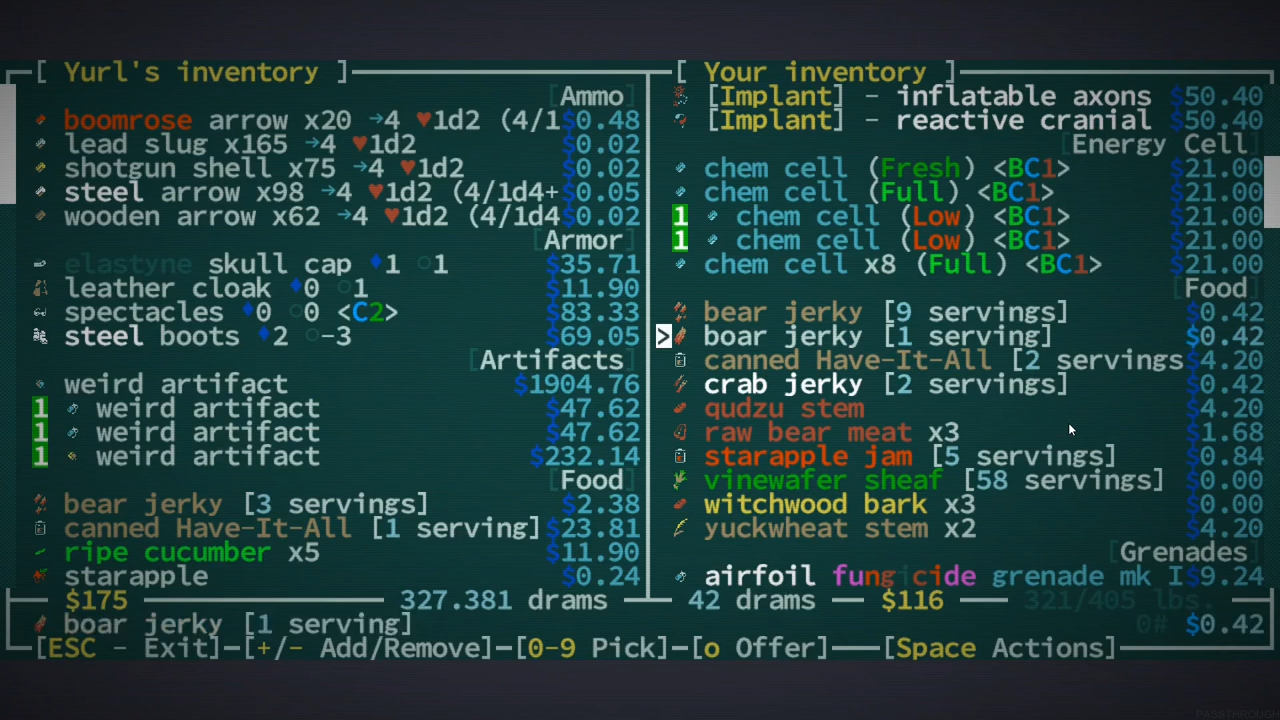 [ Yurl's inventory ]
[Ammo]
boomrose arrow x20 →4 ♥1d2 (4/1 $0.48
lead slug x165 →4 ♥1d2 $0.02
shotgun shell x75 →4 ♥1d2 $0.02
steel arrow x98 →4 ♥1d2 (4/1d4+ $0.05
wooden arrow x62 →4 ♥1d2 (4/1d4 $0.02
[Armor]
elastyne skull cap ♦1 ○1 $35.71
leather cloak ♦0 ○1 $11.90
spectacles ♦0 ○0 <C2> $83.33
steel boots ♦2 ○-3 $69.05
[Artifacts]
weird artifact $1904.76
1 weird artifact $47.62
1 weird artifact $47.62
1 weird artifact $232.14
[Food]
bear jerky [3 servings] $2.38
canned Have-It-All [1 serving] $23.81
ripe cucumber x5 $11.90
starapple $0.24
$175 327.381 drams
[ Your inventory ]
[Implant] - inflatable axons $50.40
[Implant] - reactive cranial $50.40
[Energy Cell
chem cell (Fresh) <BC1> $21.00
chem cell (Full) <BC1> $21.00
1 chem cell (Low) <BC1> $21.00
1 chem cell (Low) <BC1> $21.00
chem cell x8 (Full) <BC1> $21.00
[Food]
bear jerky [9 servings] $0.42
> boar jerky [1 serving] $0.42
canned Have-It-All [2 servings $4.20
crab jerky [2 servings] $0.42
qudzu stem $4.20
raw bear meat x3 $1.68
starapple jam [5 servings] $0.84
vinewafer sheaf [58 servings] $0.00
witchwood bark x3 $0.00
yuckwheat stem x2 $4.20
[Grenades]
airfoil fungicide grenade mk I $9.24
42 drams $116 321/405 lbs.
boar jerky [1 serving] 0# $0.42
[ESC - Exit]-[+/- Add/Remove]-[0-9 Pick]-[o Offer]-[Space Actions]